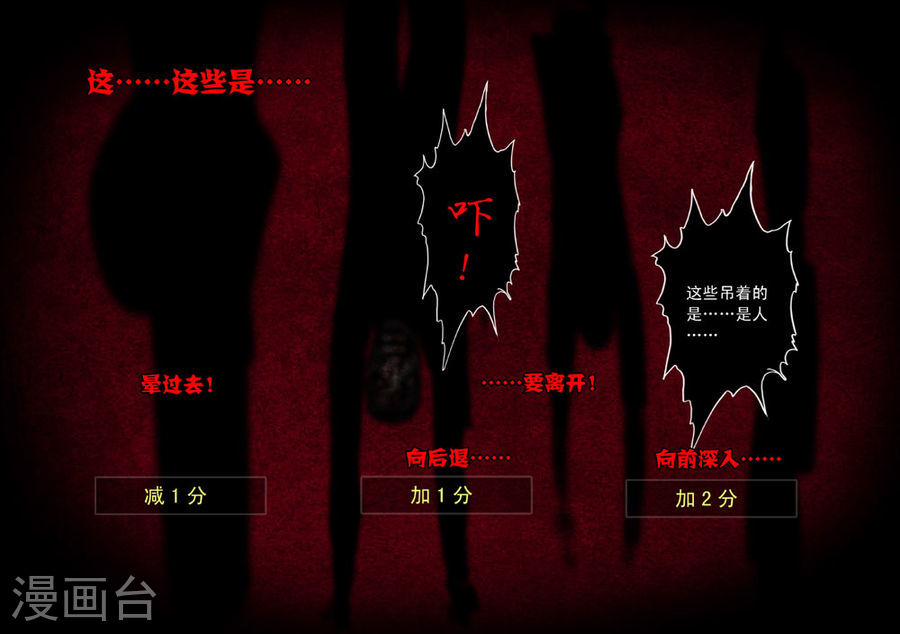 这……这些是……
吓
！
这些吊着的
是……是人
……
晕过去！
……要离开！
向后退……
向前深入……
减1分
加1分
加2分
漫画台